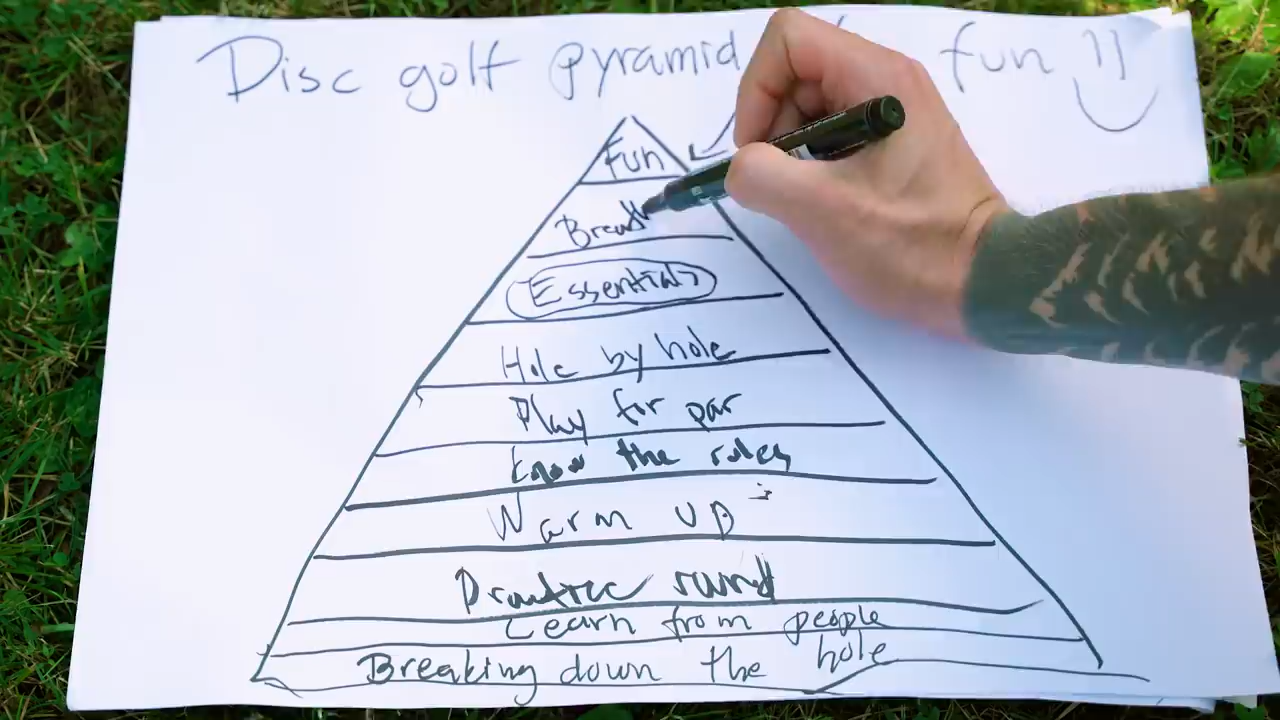 Disc golf pyramid fun
Fun
Essentials
Hole by hole
Play for par
Know the rules
Warm up
Practice round
Learn from people
Breaking down the hole